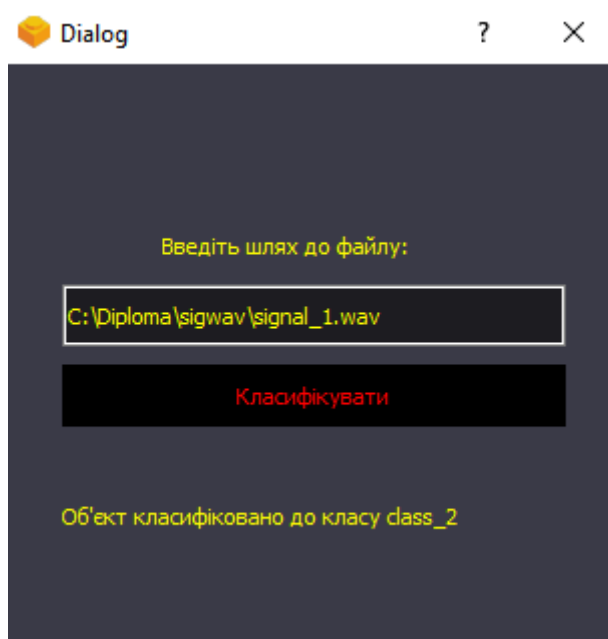 Dialog ?
Введіть шлях до файлу:
C:\Diploma\sigwav\signal_1.wav
Класифікувати
Об'єкт класифіковано до класу class_2